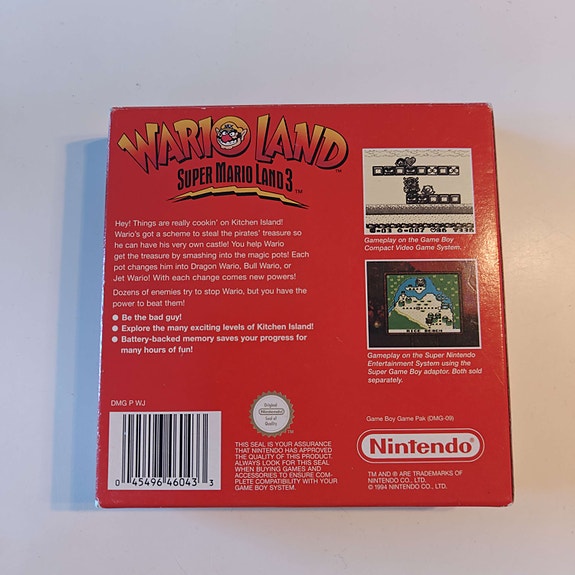 WARIO LAND
SUPER MARIO LAND 3
TM
TM
Hey! Things are really cookin' on Kitchen Island!
Wario's got a scheme to steal the pirates' treasure so
he can have his very own castle! You help Wario
get the treasure by smashing into the magic pots! Each
pot changes him into Dragon Wario, Bull Wario, or
Jet Wario! With each change comes new powers!
Dozens of enemies try to stop Wario, but you have the
power to beat them!
● Be the bad guy!
● Explore the many exciting levels of Kitchen Island!
● Battery-backed memory saves your progress for
many hours of fun!
Gameplay on the Game Boy
Compact Video Game System.
RICE BEACH
Gameplay on the Super Nintendo
Entertainment System using the
Super Game Boy adaptor. Both sold
separately.
DMG P WJ
0 45496 46043 3
Original
Nintendo
Seal of
Quality
THIS SEAL IS YOUR ASSURANCE
THAT NINTENDO HAS APPROVED
THE QUALITY OF THIS PRODUCT.
ALWAYS LOOK FOR THIS SEAL
WHEN BUYING GAMES AND
ACCESSORIES TO ENSURE COM-
PLETE COMPATIBILITY WITH YOUR
GAME BOY SYSTEM.
Game Boy Game Pak (DMG-09)
Nintendo®
TM AND ® ARE TRADEMARKS OF
NINTENDO CO., LTD.
© 1994 NINTENDO CO., LTD.